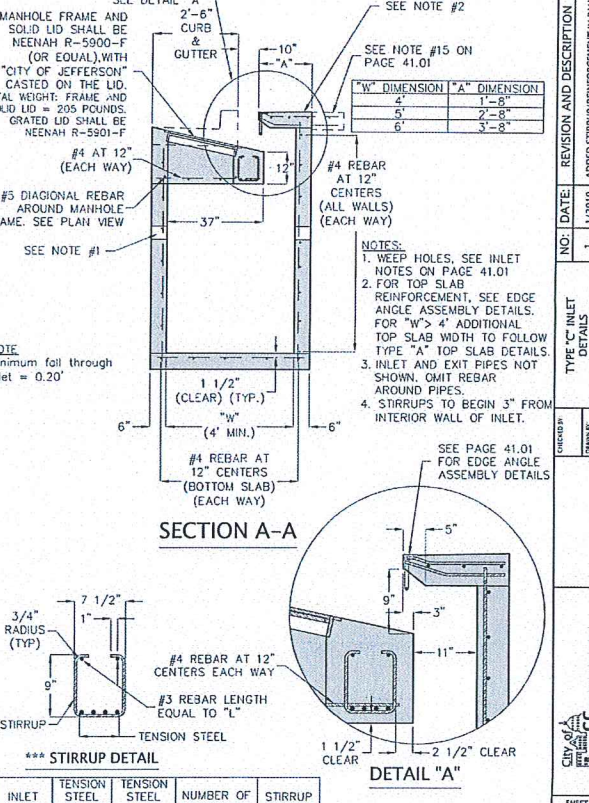 SEE DETAIL "A"
MANHOLE FRAME AND
SOLID LID SHALL BE
NEENAH R-5900-F
(OR EQUAL),WITH
"CITY OF JEFFERSON"
CASTED ON THE LID.
WEIGHT: FRAME AND
LID = 205 POUNDS.
GRATED LID SHALL BE
NEENAH R-5901-F
2'-6"
CURB
&
GUTTER
10"
"A"
SEE NOTE #2
SEE NOTE #15 ON
PAGE 41.01
"W" DIMENSION "A" DIMENSION
4' 1'-8"
5' 2'-8"
6' 3'-8"
#4 AT 12"
(EACH WAY)
12"
#4 REBAR
AT 12"
CENTERS
(ALL WALLS)
(EACH WAY)
#5 DIAGIONAL REBAR
AROUND MANHOLE
SEE PLAN VIEW
37"
SEE NOTE #1
NOTES:
1. WEEP HOLES, SEE INLET
NOTES ON PAGE 41.01
2. FOR TOP SLAB
REINFORCEMENT, SEE EDGE
ANGLE ASSEMBLY DETAILS.
FOR "W"> 4' ADDITIONAL
TOP SLAB WIDTH TO FOLLOW
TYPE "A" TOP SLAB DETAILS.
3. INLET AND EXIT PIPES NOT
SHOWN. OMIT REBAR
AROUND PIPES.
4. STIRRUPS TO BEGIN 3" FROM
INTERIOR WALL OF INLET.
fall through
= 0.20'
1 1/2"
(CLEAR) (TYP.)
6"
"W"
(4' MIN.)
6"
#4 REBAR AT
12" CENTERS
(BOTTOM SLAB)
(EACH WAY)
SECTION A-A
SEE PAGE 41.01
FOR EDGE ANGLE
ASSEMBLY DETAILS
5"
9"
3"
11"
#4 REBAR AT 12"
CENTERS EACH WAY
1 1/2"
CLEAR
2 1/2" CLEAR
DETAIL "A"
7 1/2"
1"
3/4"
RADIUS
(TYP)
9"
#3 REBAR LENGTH
EQUAL TO "L"
STIRRUP
TENSION STEEL
*** STIRRUP DETAIL
INLET
TENSION
STEEL
TENSION
STEEL
NUMBER OF
STIRRUP
REVISION AND DESCRIPTION
DATE:
NO:
1
TYPE "C" INLET
DETAILS
CHECKED BY
City of
SHEET